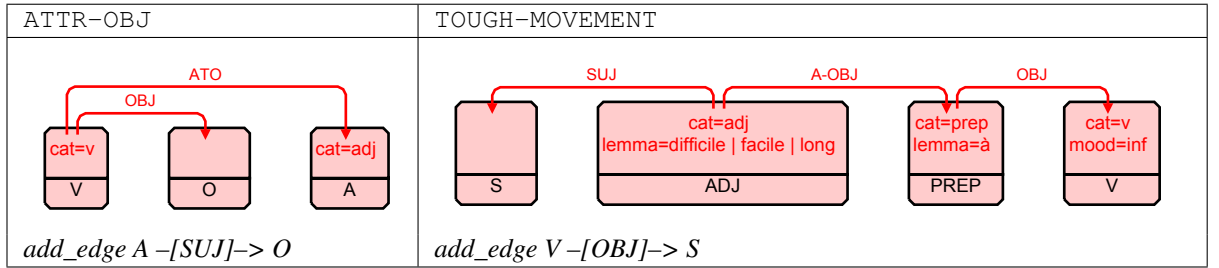 ATTR-OBJ
ATO
OBJ
cat=v
cat=adj
V
O
A
add_edge A –[SUJ]–> O
TOUGH-MOVEMENT
SUJ
A-OBJ
OBJ
cat=adj
lemma=difficile | facile | long
cat=prep
lemma=à
cat=v
mood=inf
S
ADJ
PREP
V
add_edge V –[OBJ]–> S